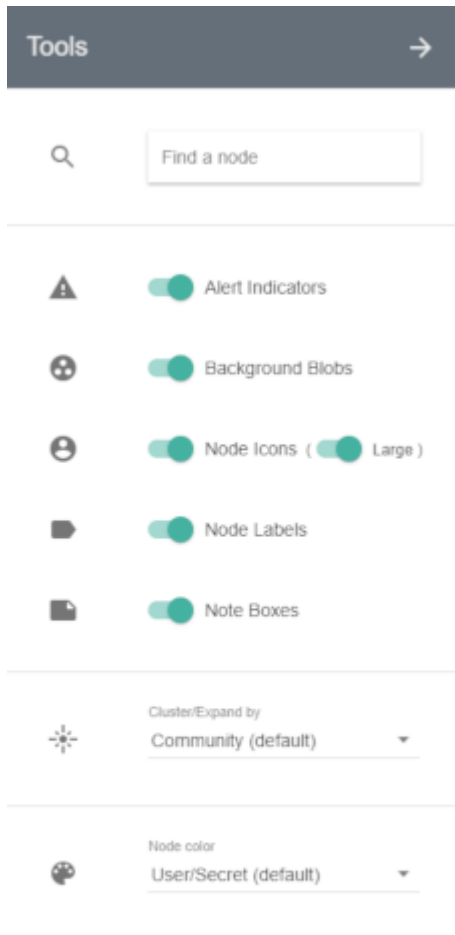 Tools
Find a node
Alert Indicators
Background Blobs
Node Icons ( Large )
Node Labels
Note Boxes
Cluster/Expand by
Community (default)
Node color
User/Secret (default)